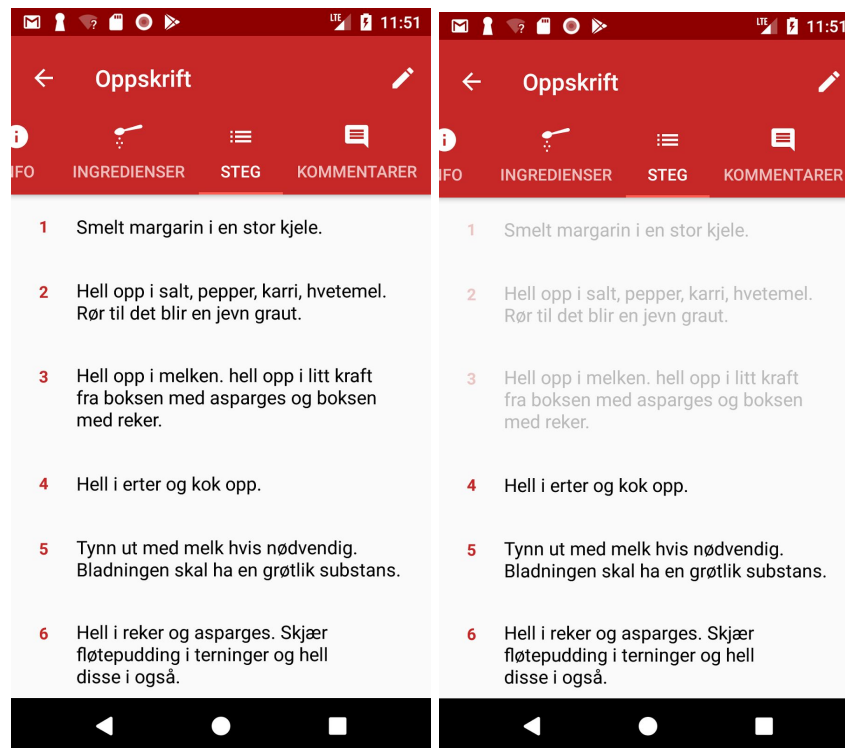 LTE 11:51
Oppskrift
NFO INGREDIENSER STEG KOMMENTARER
1 Smelt margarin i en stor kjele.
2 Hell opp i salt, pepper, karri, hvetemel.
Rør til det blir en jevn graut.
3 Hell opp i melken. hell opp i litt kraft
fra boksen med asparges og boksen
med reker.
4 Hell i erter og kok opp.
5 Tynn ut med melk hvis nødvendig.
Bladningen skal ha en grøtlik substans.
6 Hell i reker og asparges. Skjær
fløtepudding i terninger og hell
disse i også.
LTE 11:51
Oppskrift
NFO INGREDIENSER STEG KOMMENTARER
1 Smelt margarin i en stor kjele.
2 Hell opp i salt, pepper, karri, hvetemel.
Rør til det blir en jevn graut.
3 Hell opp i melken. hell opp i litt kraft
fra boksen med asparges og boksen
med reker.
4 Hell i erter og kok opp.
5 Tynn ut med melk hvis nødvendig.
Bladningen skal ha en grøtlik substans.
6 Hell i reker og asparges. Skjær
fløtepudding i terninger og hell
disse i også.